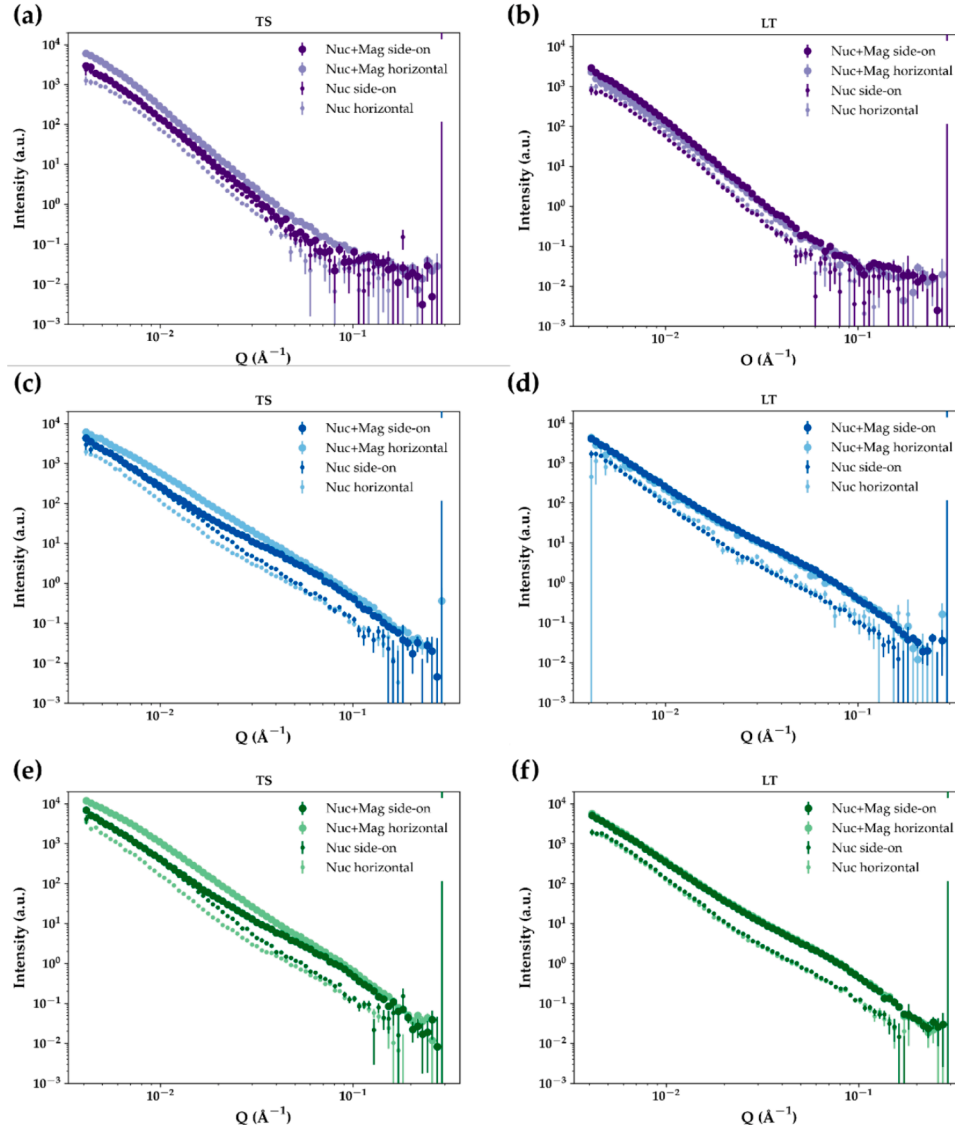 (a)
TS
Intensity (a.u.)
10⁴
10³
10²
10¹
10⁰
10⁻¹
10⁻²
10⁻³
Nuc+Mag side-on
Nuc+Mag horizontal
Nuc side-on
Nuc horizontal
10⁻²
10⁻¹
Q (Å⁻¹)
(b)
LT
Intensity (a.u.)
10⁴
10³
10²
10¹
10⁰
10⁻¹
10⁻²
10⁻³
Nuc+Mag side-on
Nuc+Mag horizontal
Nuc side-on
Nuc horizontal
10⁻²
10⁻¹
O (Å⁻¹)
(c)
TS
Intensity (a.u.)
10⁴
10³
10²
10¹
10⁰
10⁻¹
10⁻²
10⁻³
Nuc+Mag side-on
Nuc+Mag horizontal
Nuc side-on
Nuc horizontal
10⁻²
10⁻¹
Q (Å⁻¹)
(d)
LT
Intensity (a.u.)
10⁴
10³
10²
10¹
10⁰
10⁻¹
10⁻²
10⁻³
Nuc+Mag side-on
Nuc+Mag horizontal
Nuc side-on
Nuc horizontal
10⁻²
10⁻¹
Q (Å⁻¹)
(e)
TS
Intensity (a.u.)
10⁴
10³
10²
10¹
10⁰
10⁻¹
10⁻²
10⁻³
Nuc+Mag side-on
Nuc+Mag horizontal
Nuc side-on
Nuc horizontal
10⁻²
10⁻¹
Q (Å⁻¹)
(f)
LT
Intensity (a.u.)
10⁴
10³
10²
10¹
10⁰
10⁻¹
10⁻²
10⁻³
Nuc+Mag side-on
Nuc+Mag horizontal
Nuc side-on
Nuc horizontal
10⁻²
10⁻¹
Q (Å⁻¹)